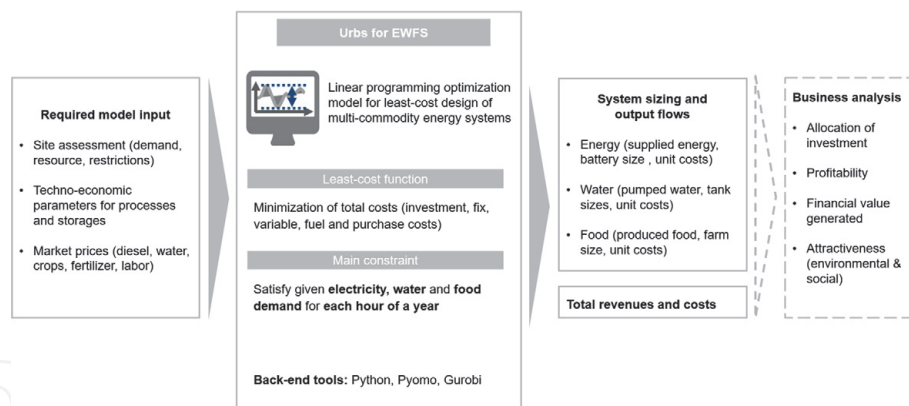 Required model input
• Site assessment (demand,
resource, restrictions)
• Techno-economic
parameters for processes
and storages
• Market prices (diesel, water,
crops, fertilizer, labor)
Urbs for EWFS
Linear programming optimization
model for least-cost design of
multi-commodity energy systems
Least-cost function
Minimization of total costs (investment, fix,
variable, fuel and purchase costs)
Main constraint
Satisfy given electricity, water and food
demand for each hour of a year
Back-end tools: Python, Pyomo, Gurobi
System sizing and
output flows
• Energy (supplied energy,
battery size , unit costs)
• Water (pumped water, tank
sizes, unit costs)
• Food (produced food, farm
size, unit costs)
Total revenues and costs
Business analysis
• Allocation of
investment
• Profitability
• Financial value
generated
• Attractiveness
(environmental &
social)